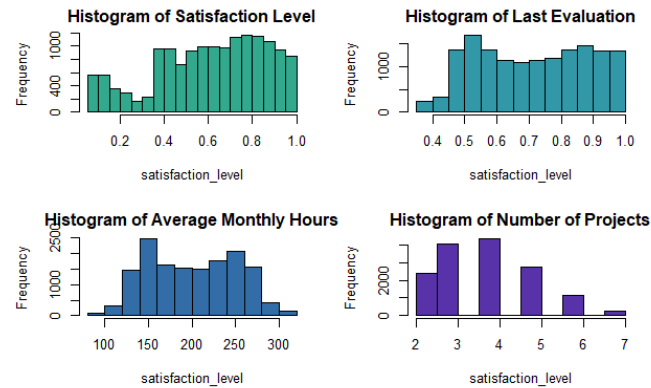 Histogram of Satisfaction Level
Frequency
400
1000
0
0.2
0.4
0.6
0.8
1.0
satisfaction_level
Histogram of Last Evaluation
Frequency
1000
0
0.4
0.5
0.6
0.7
0.8
0.9
1.0
satisfaction_level
Histogram of Average Monthly Hours
Frequency
2500
1000
0
100
150
200
250
300
satisfaction_level
Histogram of Number of Projects
Frequency
2000
0
2
3
4
5
6
7
satisfaction_level